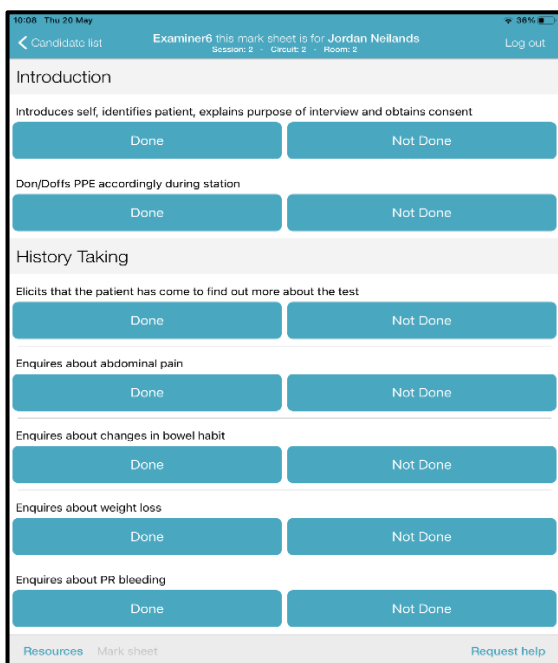 10:08 Thu 20 May 36%
Candidate list
Examiner6 this mark sheet is for Jordan Neilands
Log out
Session: 2 - Circuit: 2 - Room: 2
Introduction
Introduces self, identifies patient, explains purpose of interview and obtains consent
Done Not Done
Don/Doffs PPE accordingly during station
Done Not Done
History Taking
Elicits that the patient has come to find out more about the test
Done Not Done
Enquires about abdominal pain
Done Not Done
Enquires about changes in bowel habit
Done Not Done
Enquires about weight loss
Done Not Done
Enquires about PR bleeding
Done Not Done
Resources Mark sheet Request help